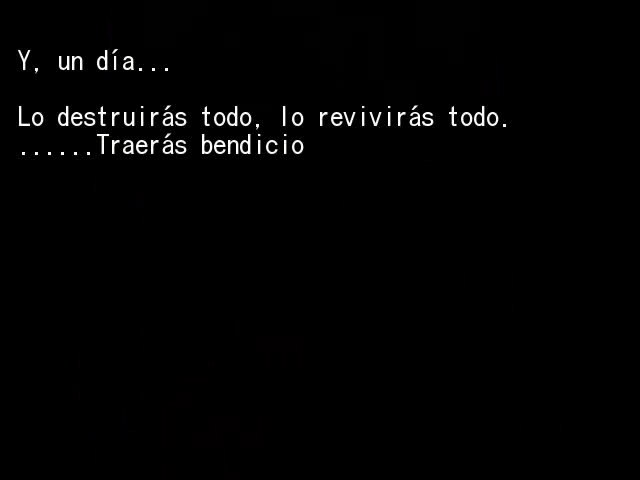 Y, un día...
Lo destruirás todo, lo revivirás todo.
......Traerás bendicio